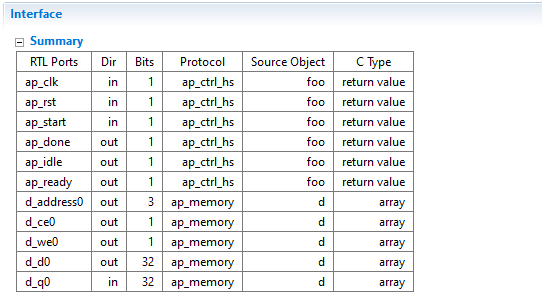 Interface
Summary
RTL Ports Dir Bits Protocol Source Object C Type
ap_clk in 1 ap_ctrl_hs foo return value
ap_rst in 1 ap_ctrl_hs foo return value
ap_start in 1 ap_ctrl_hs foo return value
ap_done out 1 ap_ctrl_hs foo return value
ap_idle out 1 ap_ctrl_hs foo return value
ap_ready out 1 ap_ctrl_hs foo return value
d_address0 out 3 ap_memory d array
d_ce0 out 1 ap_memory d array
d_we0 out 1 ap_memory d array
d_d0 out 32 ap_memory d array
d_q0 in 32 ap_memory d array